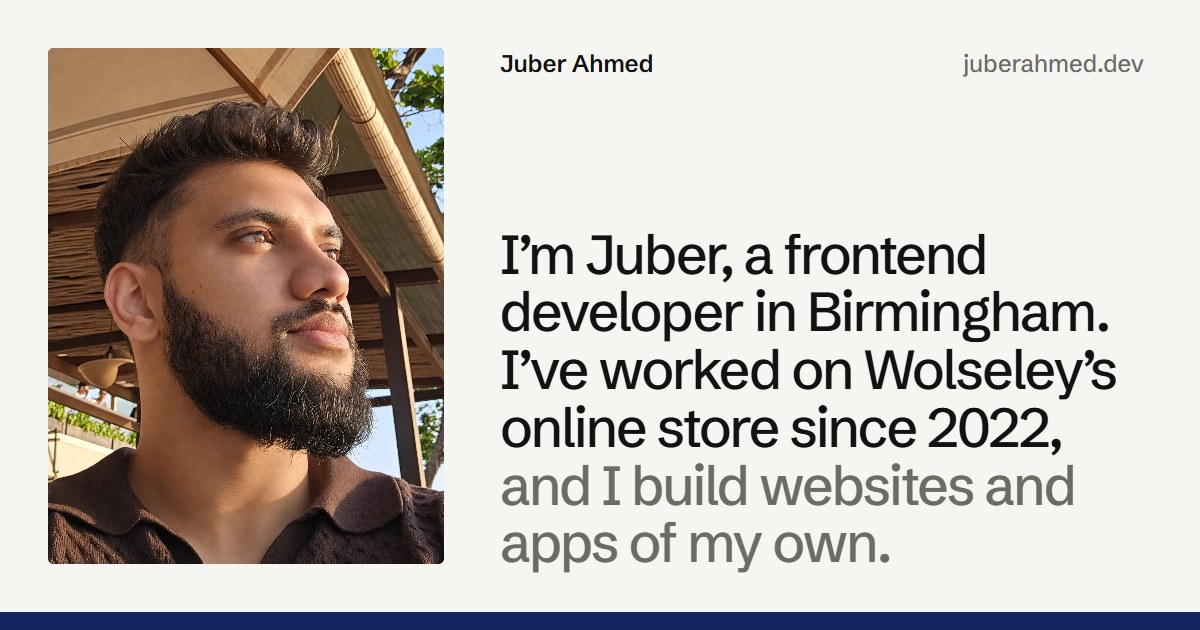 Juber Ahmed
juberahmed.dev
I’m Juber, a frontend
developer in Birmingham.
I’ve worked on Wolseley’s
online store since 2022,
and I build websites and
apps of my own.